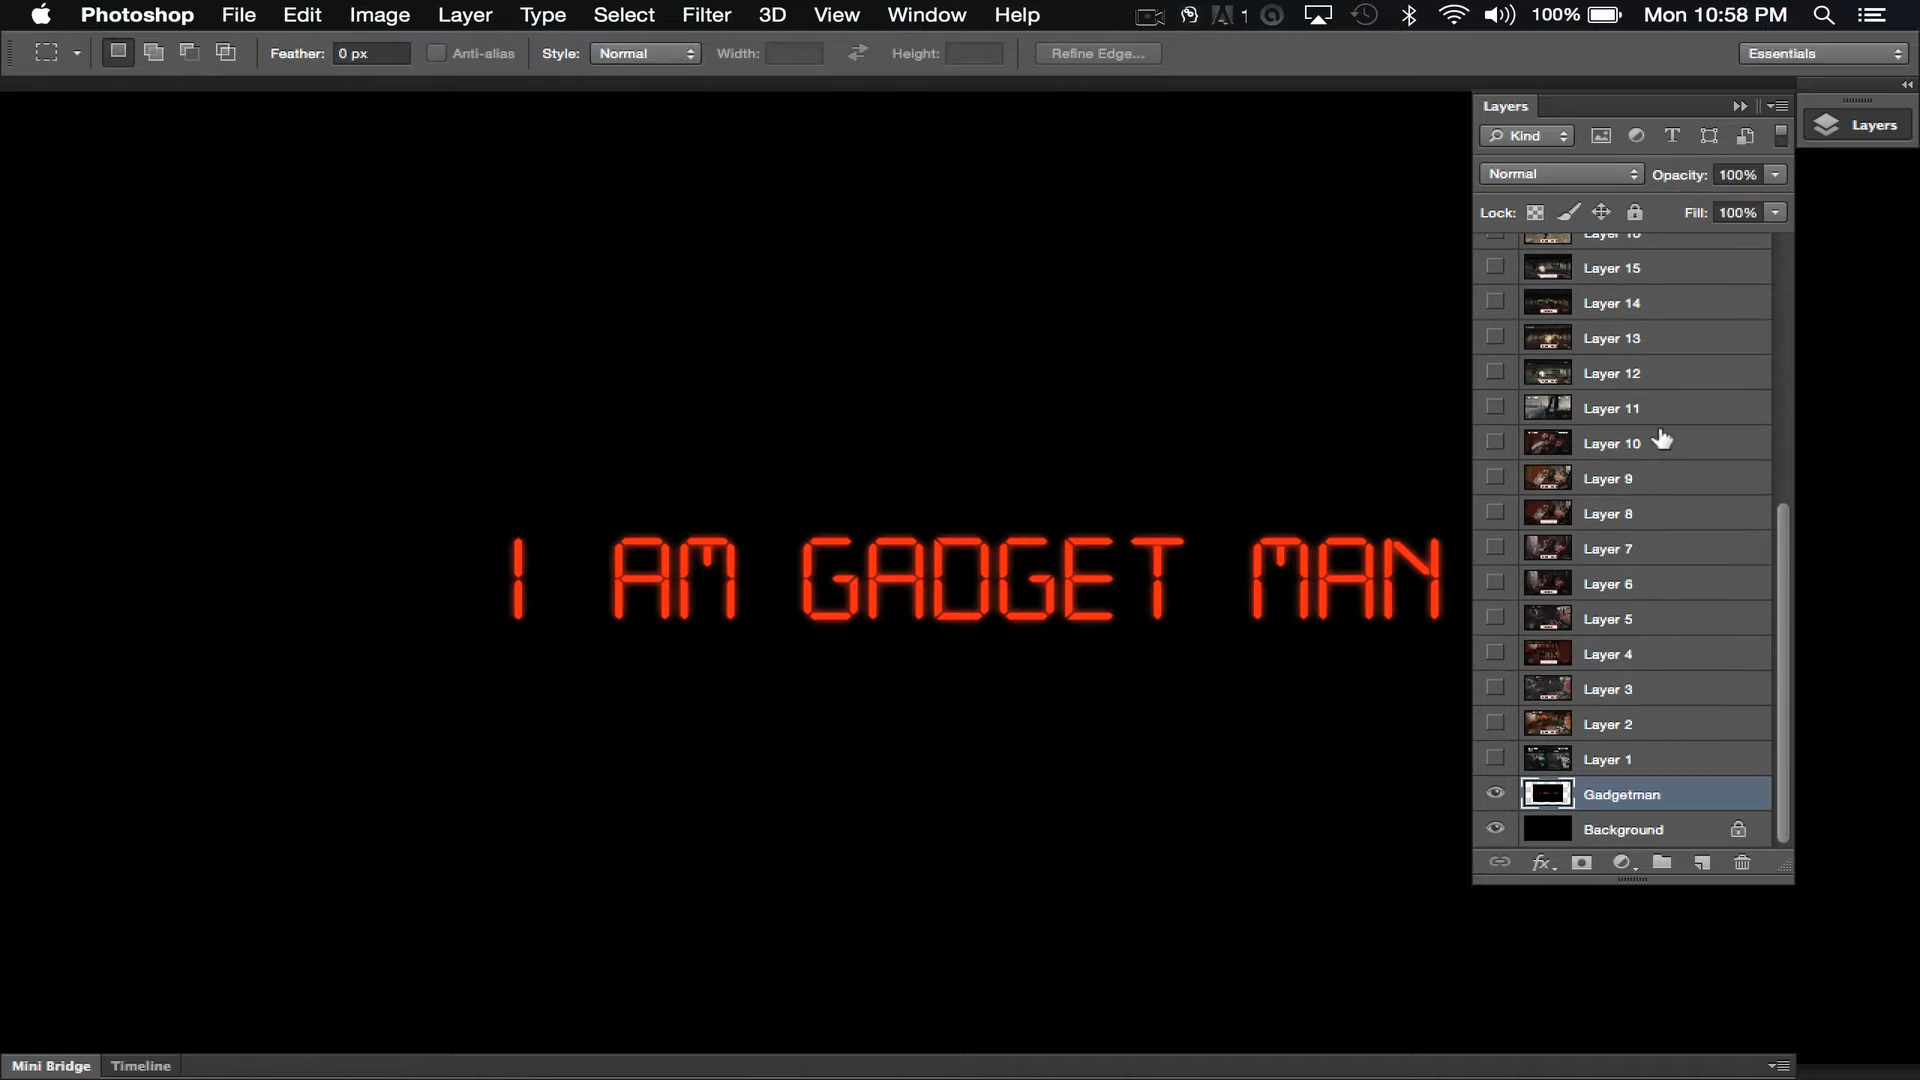 Photoshop File Edit Image Layer Type Select Filter 3D View Window Help 1 100% Mon 10:58 PM
Feather: 0 px Anti-alias Style: Normal Width: Height: Refine Edge... Essentials
Layers
Layers
Kind
Normal Opacity: 100%
Lock: Fill: 100%
Layer 15
Layer 14
Layer 13
Layer 12
Layer 11
Layer 10
Layer 9
Layer 8
Layer 7
Layer 6
Layer 5
Layer 4
Layer 3
Layer 2
Layer 1
Gadgetman
Background
fx
I AM GADGET MAN
Mini Bridge Timeline